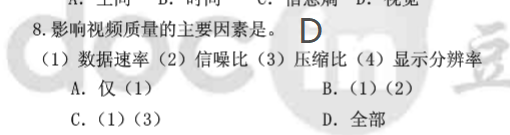 8.影响视频质量的主要因素是。 D
（1）数据速率（2）信噪比（3）压缩比（4）显示分辨率
A. 仅（1） B.（1）（2）
C.（1）（3） D. 全部